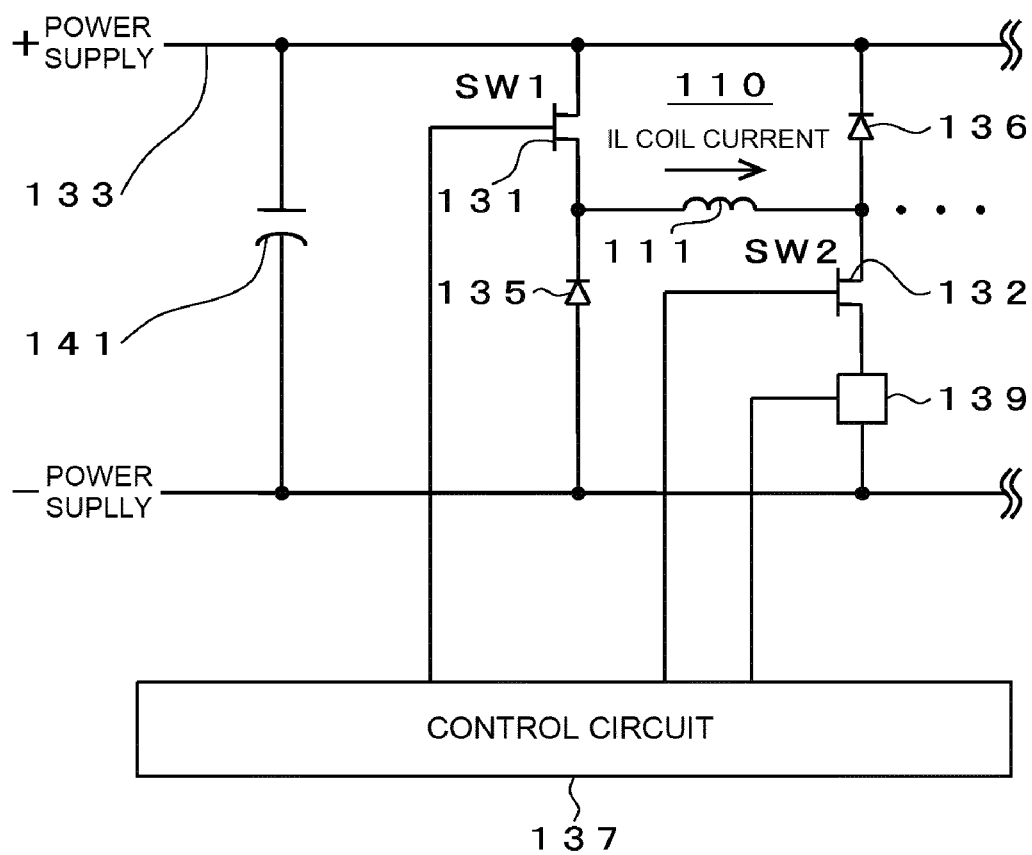 + POWER
SUPPLY
SW1
110
136
IL COIL CURRENT
133
131
111
SW2
135
132
141
139
− POWER
SUPLLY
CONTROL CIRCUIT
137